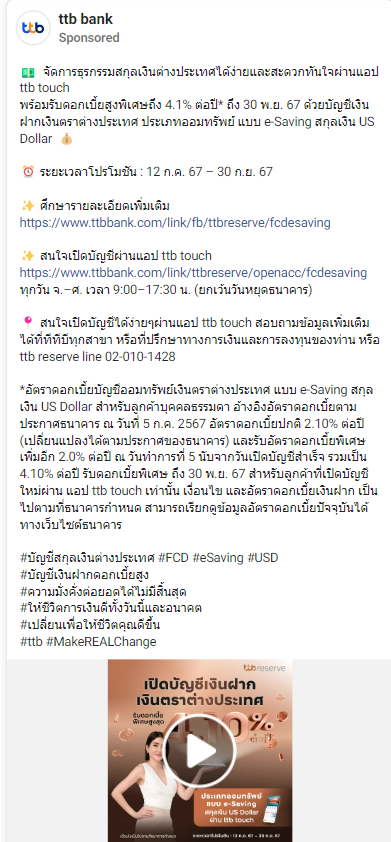 ttb bank
Sponsored
💵 จัดการธุรกรรมสกุลเงินต่างประเทศได้ง่ายและสะดวกทันใจผ่านแอป
ttb touch
พร้อมรับดอกเบี้ยสูงพิเศษถึง 4.1% ต่อปี* ถึง 30 พ.ย. 67 ด้วยบัญชีเงิน
ฝากเงินตราต่างประเทศ ประเภทออมทรัพย์ แบบ e-Saving สกุลเงิน US
Dollar 💰
⏰ ระยะเวลาโปรโมชัน : 12 ก.ค. 67 – 30 ก.ย. 67
✨ ศึกษารายละเอียดเพิ่มเติม
https://www.ttbbank.com/link/fb/ttbreserve/fcdesaving
✨ สนใจเปิดบัญชีผ่านแอป ttb touch
https://www.ttbbank.com/link/ttbreserve/openacc/fcdesaving
ทุกวัน จ.–ศ. เวลา 9:00–17:30 น. (ยกเว้นวันหยุดธนาคาร)
📍 สนใจเปิดบัญชีได้ง่ายๆผ่านแอป ttb touch สอบถามข้อมูลเพิ่มเติม
ได้ที่ทีทีบีทุกสาขา หรือที่ปรึกษาทางการเงินและการลงทุนของท่าน หรือ
ttb reserve line 02-010-1428
*อัตราดอกเบี้ยบัญชีออมทรัพย์เงินตราต่างประเทศ แบบ e-Saving สกุล
เงิน US Dollar สำหรับลูกค้าบุคคลธรรมดา อ้างอิงอัตราดอกเบี้ยตาม
ประกาศธนาคาร ณ วันที่ 5 ก.ค. 2567 อัตราดอกเบี้ยปกติ 2.10% ต่อปี
(เปลี่ยนแปลงได้ตามประกาศของธนาคาร) และรับอัตราดอกเบี้ยพิเศษ
เพิ่มอีก 2.0% ต่อปี ณ วันทำการที่ 5 นับจากวันเปิดบัญชีสำเร็จ รวมเป็น
4.10% ต่อปี รับดอกเบี้ยพิเศษ ถึง 30 พ.ย. 67 สำหรับลูกค้าที่เปิดบัญชี
ใหม่ผ่าน แอป ttb touch เท่านั้น เงื่อนไข และอัตราดอกเบี้ยเงินฝาก เป็น
ไปตามที่ธนาคารกำหนด สามารถเรียกดูข้อมูลอัตราดอกเบี้ยปัจจุบันได้
ทางเว็บไซต์ธนาคาร
#บัญชีสกุลเงินต่างประเทศ #FCD #eSaving #USD
#บัญชีเงินฝากดอกเบี้ยสูง
#ความมั่งคั่งต่อยอดได้ไม่มีสิ้นสุด
#ให้ชีวิตการเงินดีทั้งวันนี้และอนาคต
#เปลี่ยนเพื่อให้ชีวิตคุณดีขึ้น
#ttb #MakeREALChange
ttb reserve
เปิดบัญชีเงินฝาก
เงินตราต่างประเทศ
รับดอกเบี้ย
พิเศษสูงสุด
ต่อปี
ประเภทออมทรัพย์
แบบ e-Saving
สกุลเงิน US Dollar
ผ่าน ttb touch